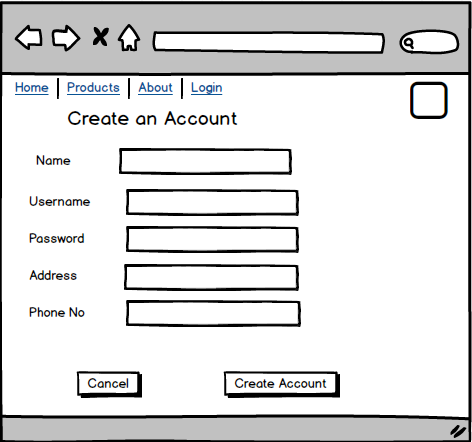 Home Products About Login
Create an Account
Name
Username
Password
Address
Phone No
Cancel Create Account